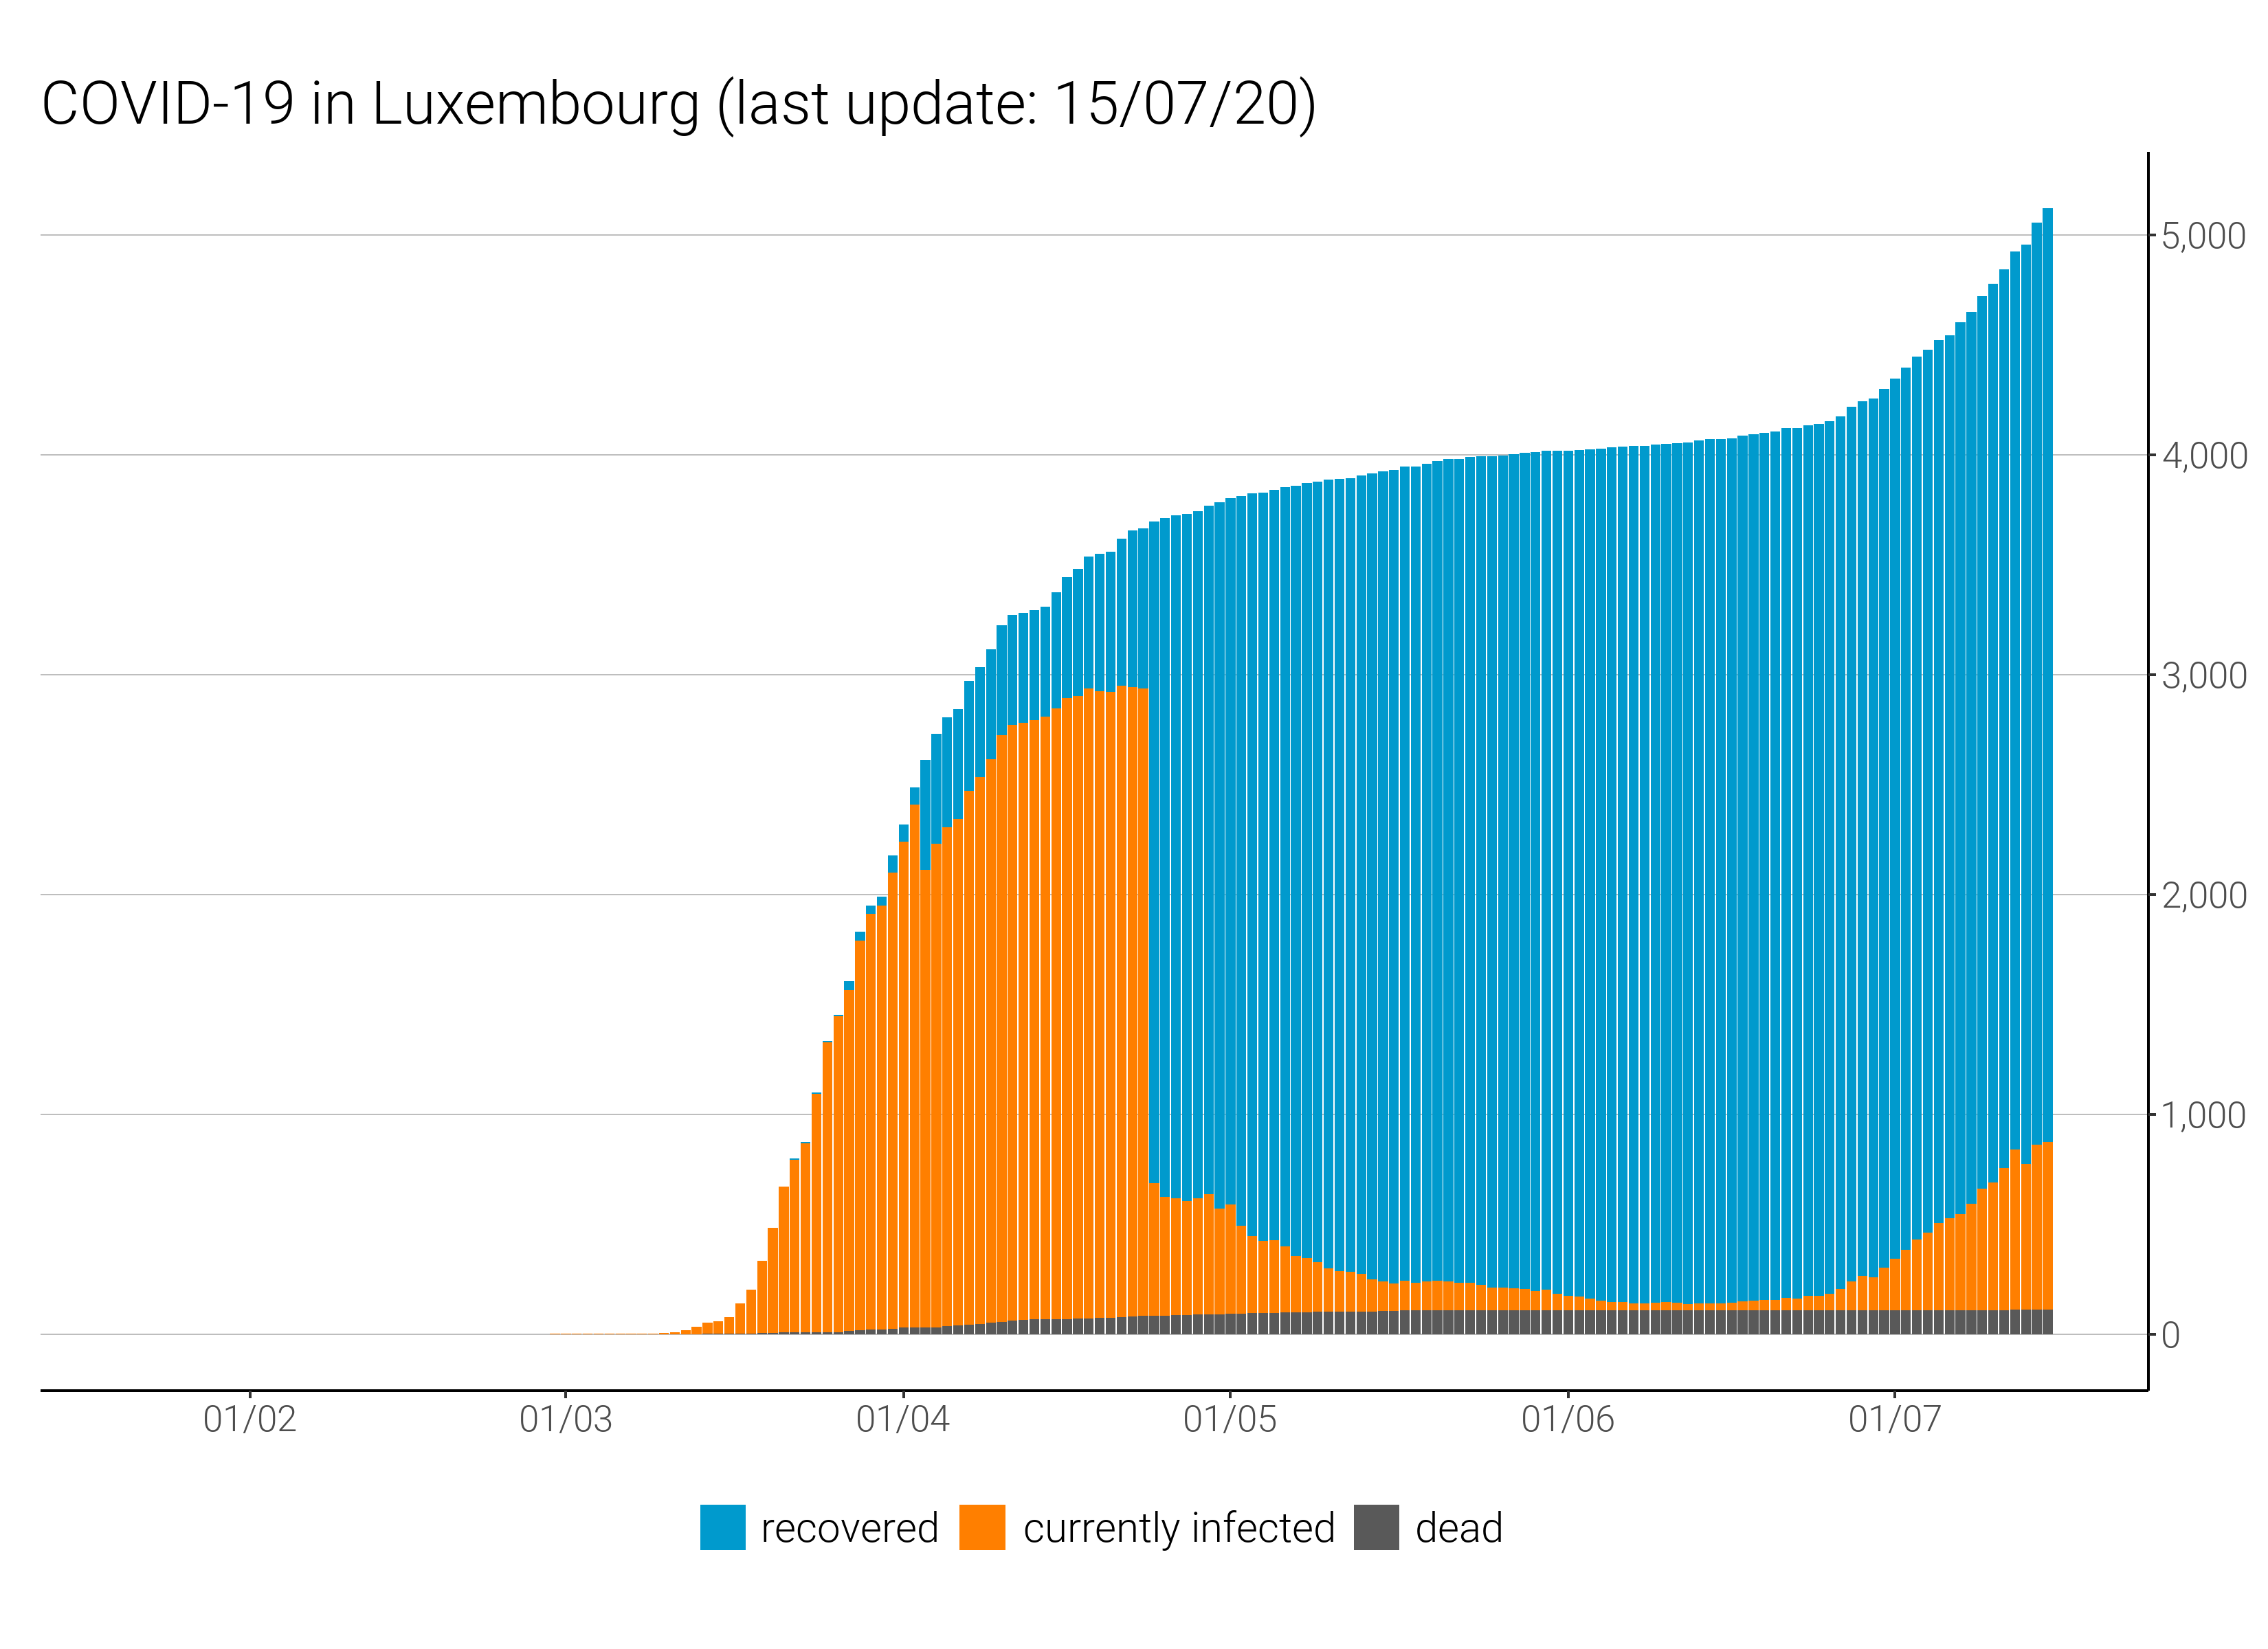 COVID-19 in Luxembourg (last update: 15/07/20)
5,000
4,000
3,000
2,000
1,000
0
01/02 01/03 01/04 01/05 01/06 01/07
recovered currently infected dead